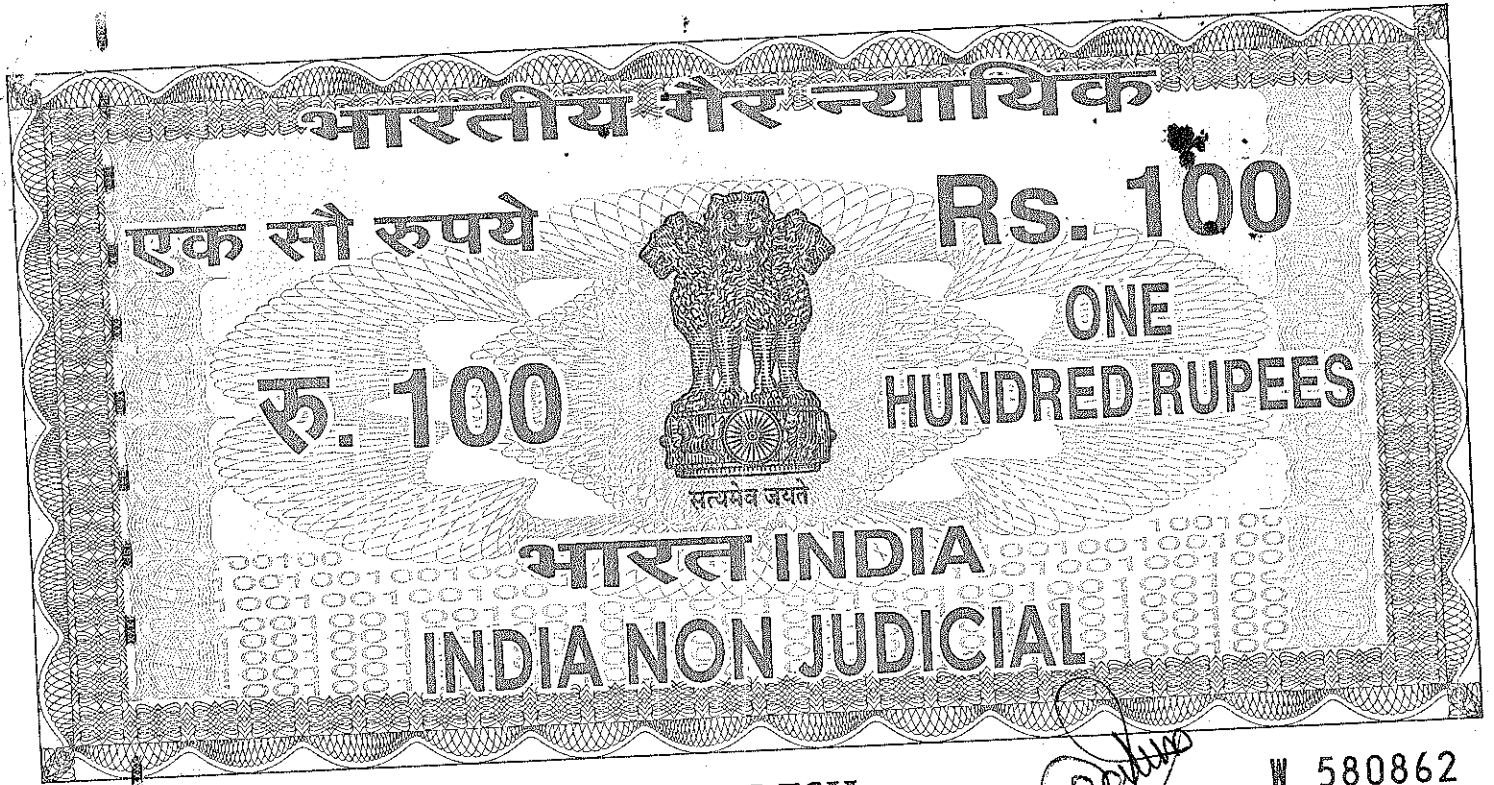 भारतीय गैर न्यायिक
एक सौ रुपये
Rs. 100
रु. 100
ONE
HUNDRED RUPEES
सत्यमेव जयते
भारत INDIA
INDIA NON JUDICIAL
W 580862